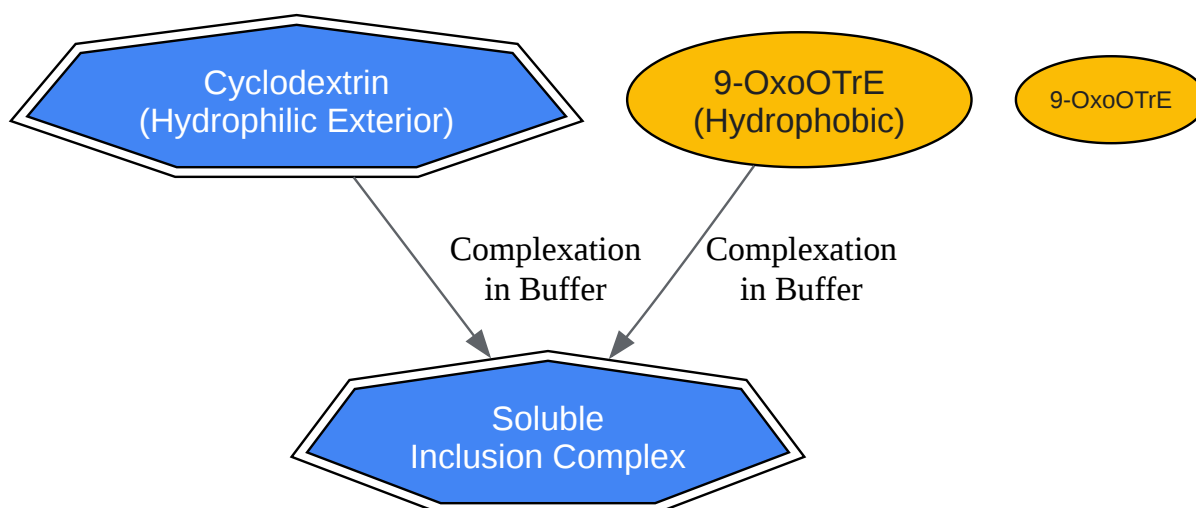 Cyclodextrin
(Hydrophilic Exterior)
9-OxoOTrE
(Hydrophobic)
9-OxoOTrE
Complexation
in Buffer
Complexation
in Buffer
Soluble
Inclusion Complex